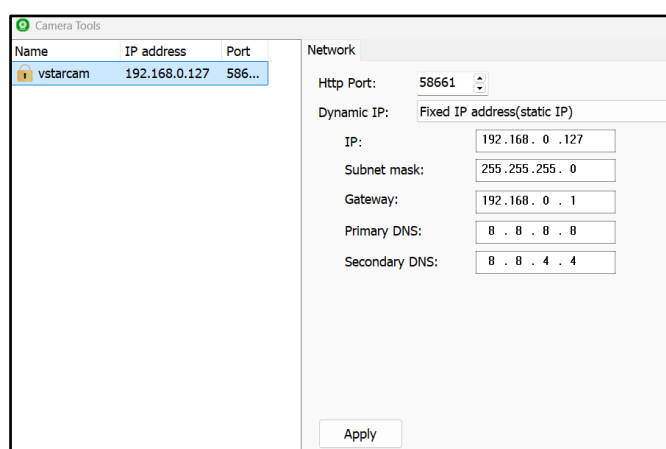 Camera Tools
Name IP address Port
vstarcam 192.168.0.127 586...
Network
Http Port: 58661
Dynamic IP: Fixed IP address(static IP)
IP: 192.168. 0 .127
Subnet mask: 255.255.255. 0
Gateway: 192.168. 0 . 1
Primary DNS: 8 . 8 . 8 . 8
Secondary DNS: 8 . 8 . 4 . 4
Apply